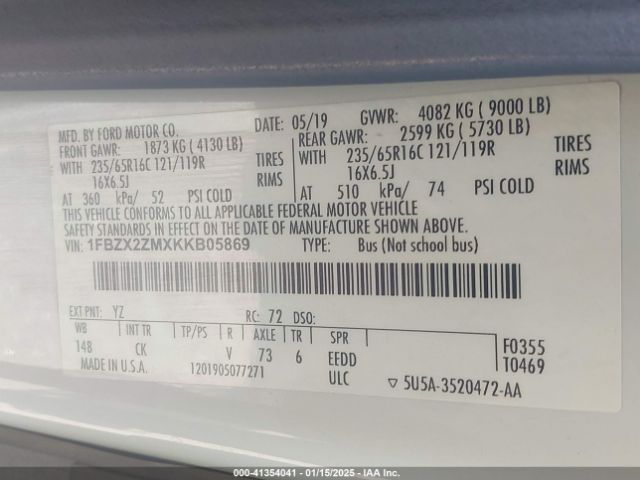 DATE: 05/19 GVWR: 4082 KG ( 9000 LB)
MFD. BY FORD MOTOR CO.
FRONT GAWR: 1873 KG ( 4130 LB) REAR GAWR: 2599 KG ( 5730 LB)
WITH 235/65R16C 121/119R TIRES WITH 235/65R16C 121/119R TIRES
16X6.5J RIMS 16X6.5J RIMS
AT 360 kPa/ 52 PSI COLD AT 510 kPa/ 74 PSI COLD
THIS VEHICLE CONFORMS TO ALL APPLICABLE FEDERAL MOTOR VEHICLE
SAFETY STANDARDS IN EFFECT ON THE DATE OF MANUFACTURE SHOWN ABOVE.
VIN: 1FBZX2ZMXKKB05869 TYPE: Bus (Not school bus)
EXT PNT: YZ RC: 72 DSO:
WB INT TR TP/PS R AXLE TR SPR F0355
148 CK V 73 6 EEDD T0469
MADE IN U.S.A. 1201905077271 ULC ▽ 5U5A-3520472-AA
000-41354041 - 01/15/2025 - IAA Inc.